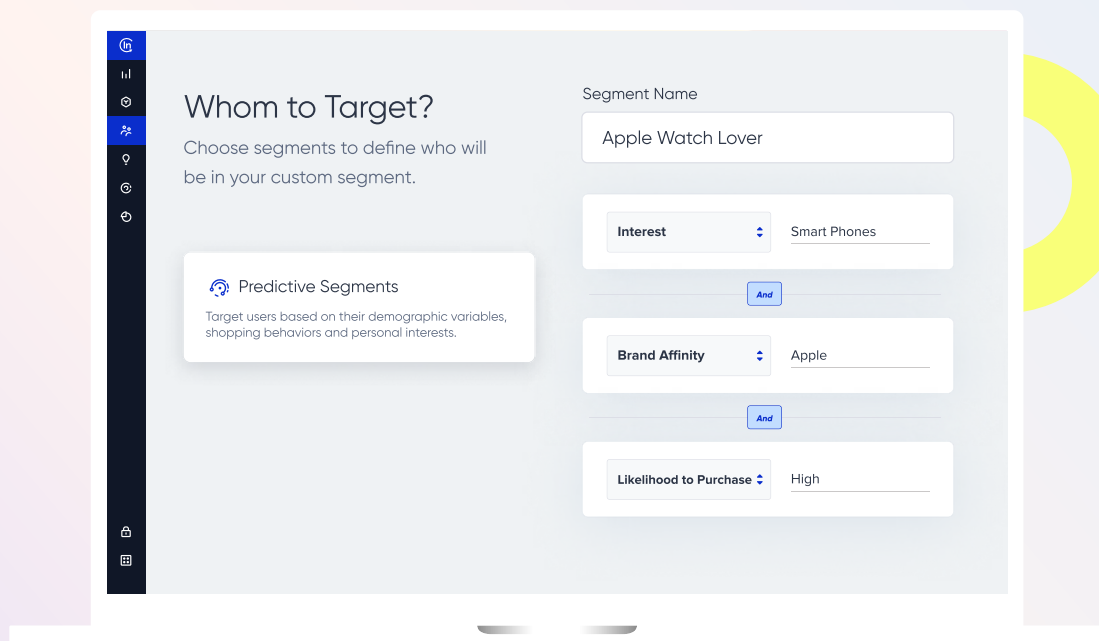 In
Whom to Target?
Choose segments to define who will
be in your custom segment.
Predictive Segments
Target users based on their demographic variables,
shopping behaviors and personal interests.
Segment Name
Apple Watch Lover
Interest
Smart Phones
And
Brand Affinity
Apple
And
Likelihood to Purchase
High